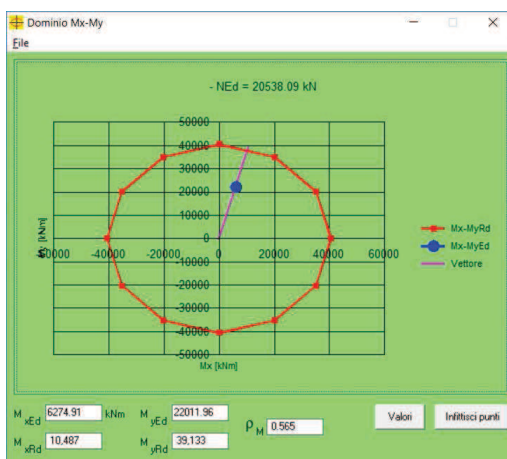 Dominio Mx-My
File
- NEd = 20538.09 kN
50000
40000
30000
20000
10000
0
-10000
-20000
-30000
-40000
-50000
-40000 -20000 0 20000 40000 60000
My [kNm]
Mx [kNm]
Mx-MyRd
Mx-MyEd
Vettore
M xEd 6274.91 kNm M yEd 22011.96
ρ M 0.565
Valori Infittisci punti
M xRd 10,487 M yRd 39,133